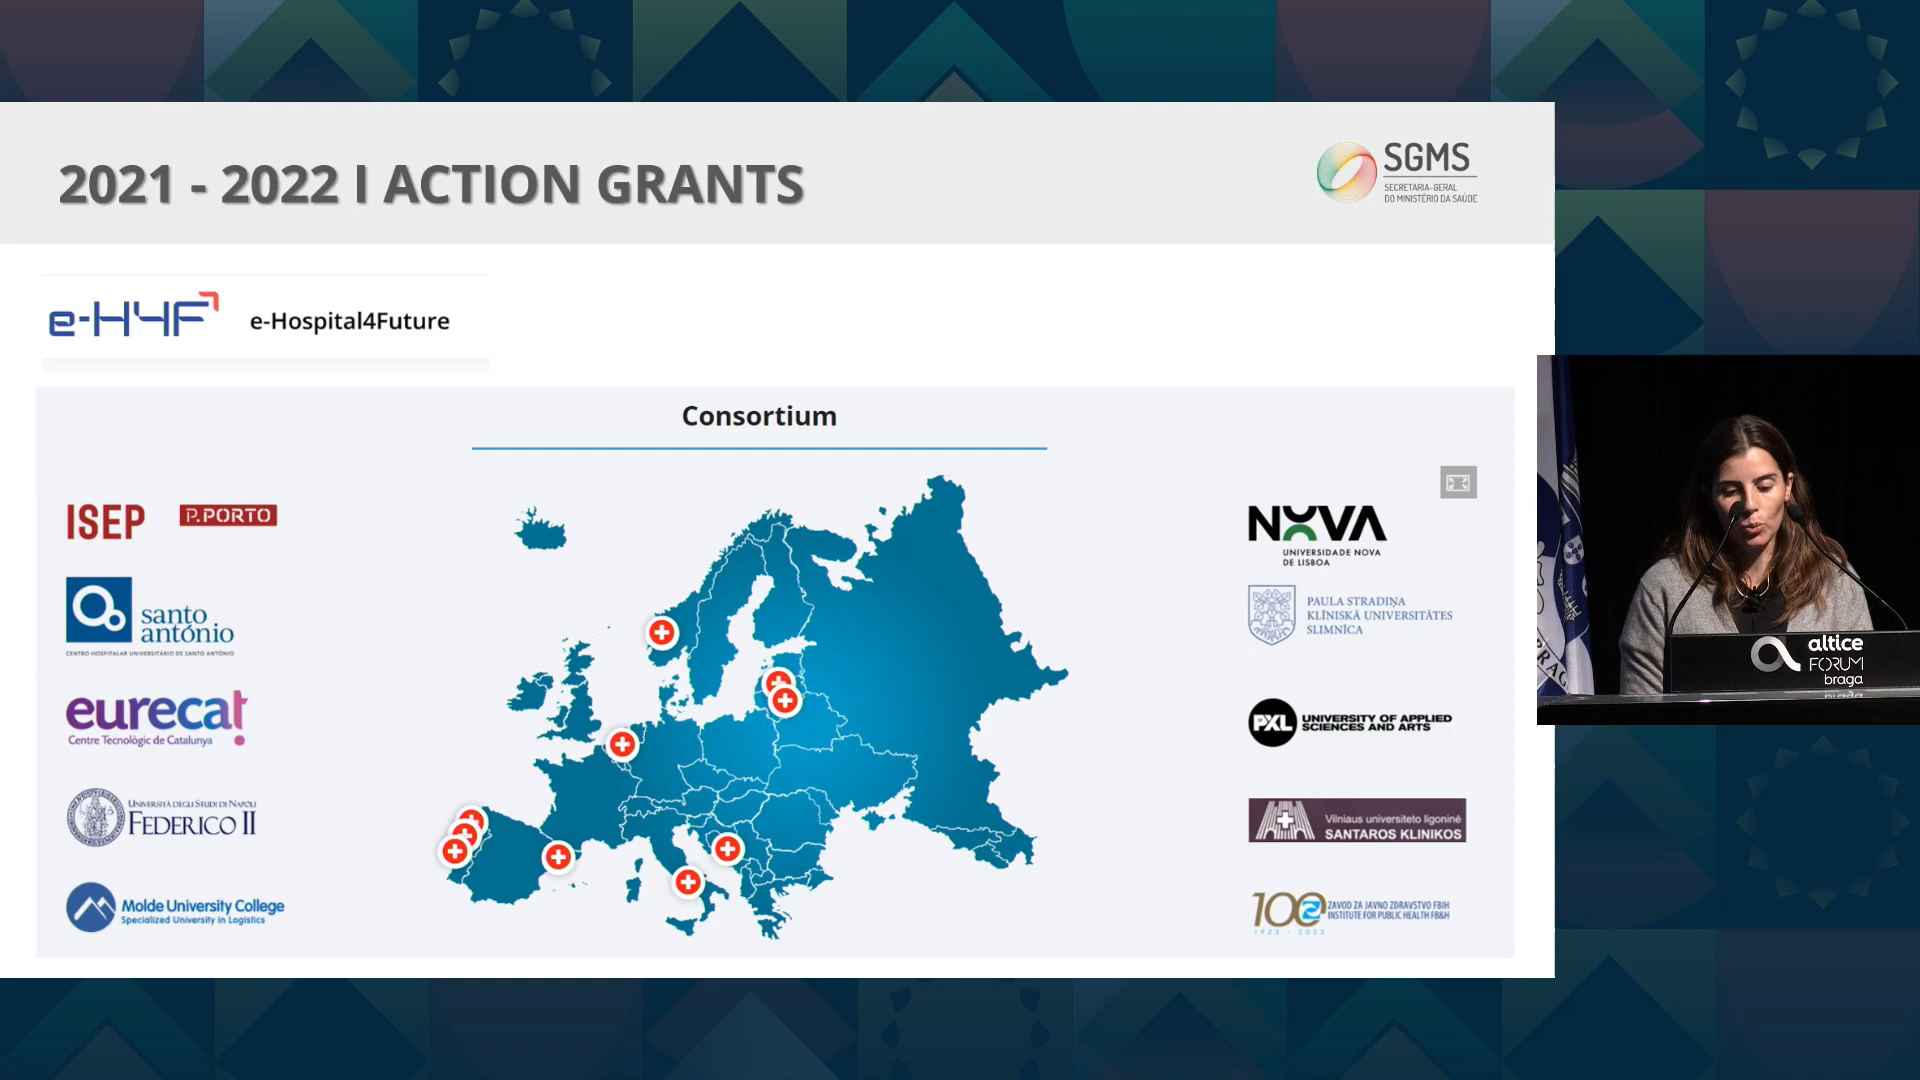 2021 - 2022 I ACTION GRANTS
SGMS
SECRETARIA-GERAL
DO MINISTÉRIO DA SAÚDE
e-H4F
e-Hospital4Future
Consortium
ISEP
P.PORTO
santo
antónio
CENTRO HOSPITALAR UNIVERSITÁRIO DE SANTO ANTÓNIO
eurecat
Centre Tecnològic de Catalunya
UNIVERSITÀ DEGLI STUDI DI NAPOLI
FEDERICO II
Molde University College
Specialized University in Logistics
NOVA
UNIVERSIDADE NOVA
DE LISBOA
PAULA STRADIŅA
KLĪNISKĀ UNIVERSITĀTES
SLIMNĪCA
PXL
UNIVERSITY OF APPLIED
SCIENCES AND ARTS
Vilniaus universiteto ligoninė
SANTAROS KLINIKOS
100
ZAVOD ZA JAVNO ZDRAVSTVO FBIH
INSTITUTE FOR PUBLIC HEALTH FB&H
1923 - 2023
altice
FORUM
braga